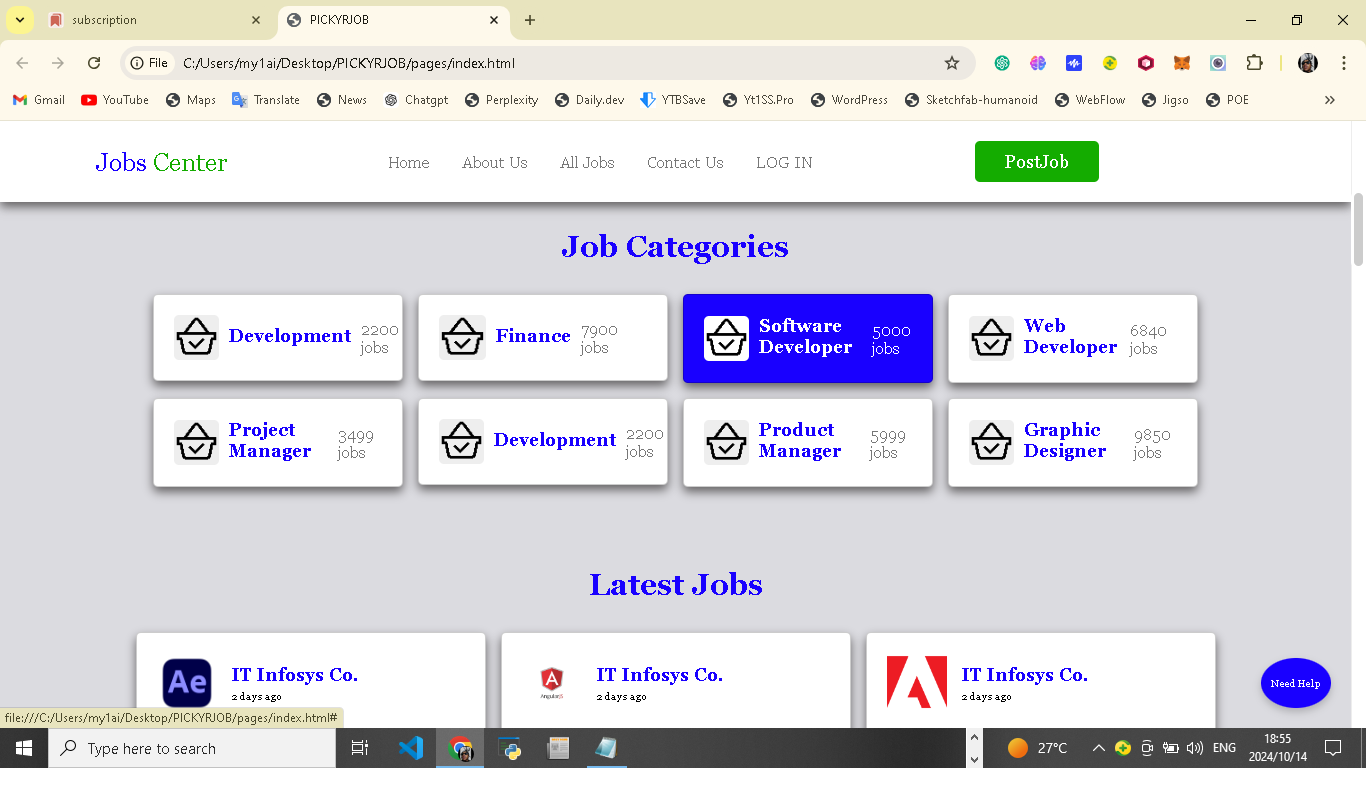 subscription
PICKYRJOB
File
C:/Users/my1ai/Desktop/PICKYRJOB/pages/index.html
Gmail
YouTube
Maps
Translate
News
Chatgpt
Perplexity
Daily.dev
YTBSave
Yt1SS.Pro
WordPress
Sketchfab-humanoid
WebFlow
Jigso
POE
Jobs Center
Home
About Us
All Jobs
Contact Us
LOG IN
PostJob
Job Categories
Development
2200
jobs
Finance
7900
jobs
Software
Developer
5000
jobs
Web
Developer
6840
jobs
Project
Manager
3499
jobs
Development
2200
jobs
Product
Manager
5999
jobs
Graphic
Designer
9850
jobs
Latest Jobs
Ae
IT Infosys Co.
2 days ago
A
AngularJS
IT Infosys Co.
2 days ago
IT Infosys Co.
2 days ago
Need Help
file:///C:/Users/my1ai/Desktop/PICKYRJOB/pages/index.html#
Type here to search
27°C
ENG
18:55
2024/10/14